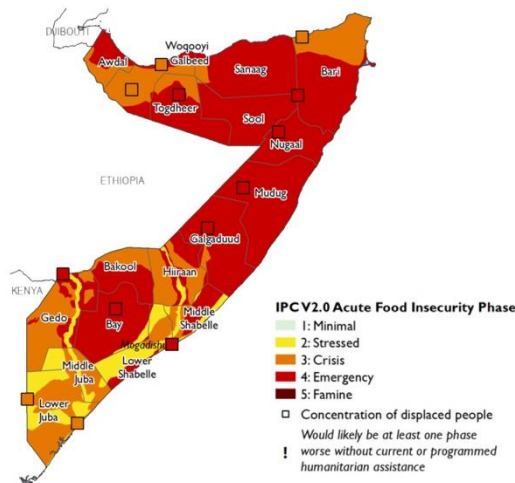 DJIBOUTI
Awdal
Woqooyi
Galbeed
Sanaag
Bari
Togdheer
Sool
Nugaal
ETHIOPIA
Mudug
Galgaduud
Bakool
Hiiraan
KENYA
Gedo
Bay
Middle
Shabelle
Mogadishu
Lower
Shabelle
Middle
Juba
Lower
Juba
IPC V2.0 Acute Food Insecurity Phase
1: Minimal
2: Stressed
3: Crisis
4: Emergency
5: Famine
Concentration of displaced people
Would likely be at least one phase
! worse without current or programmed
humanitarian assistance